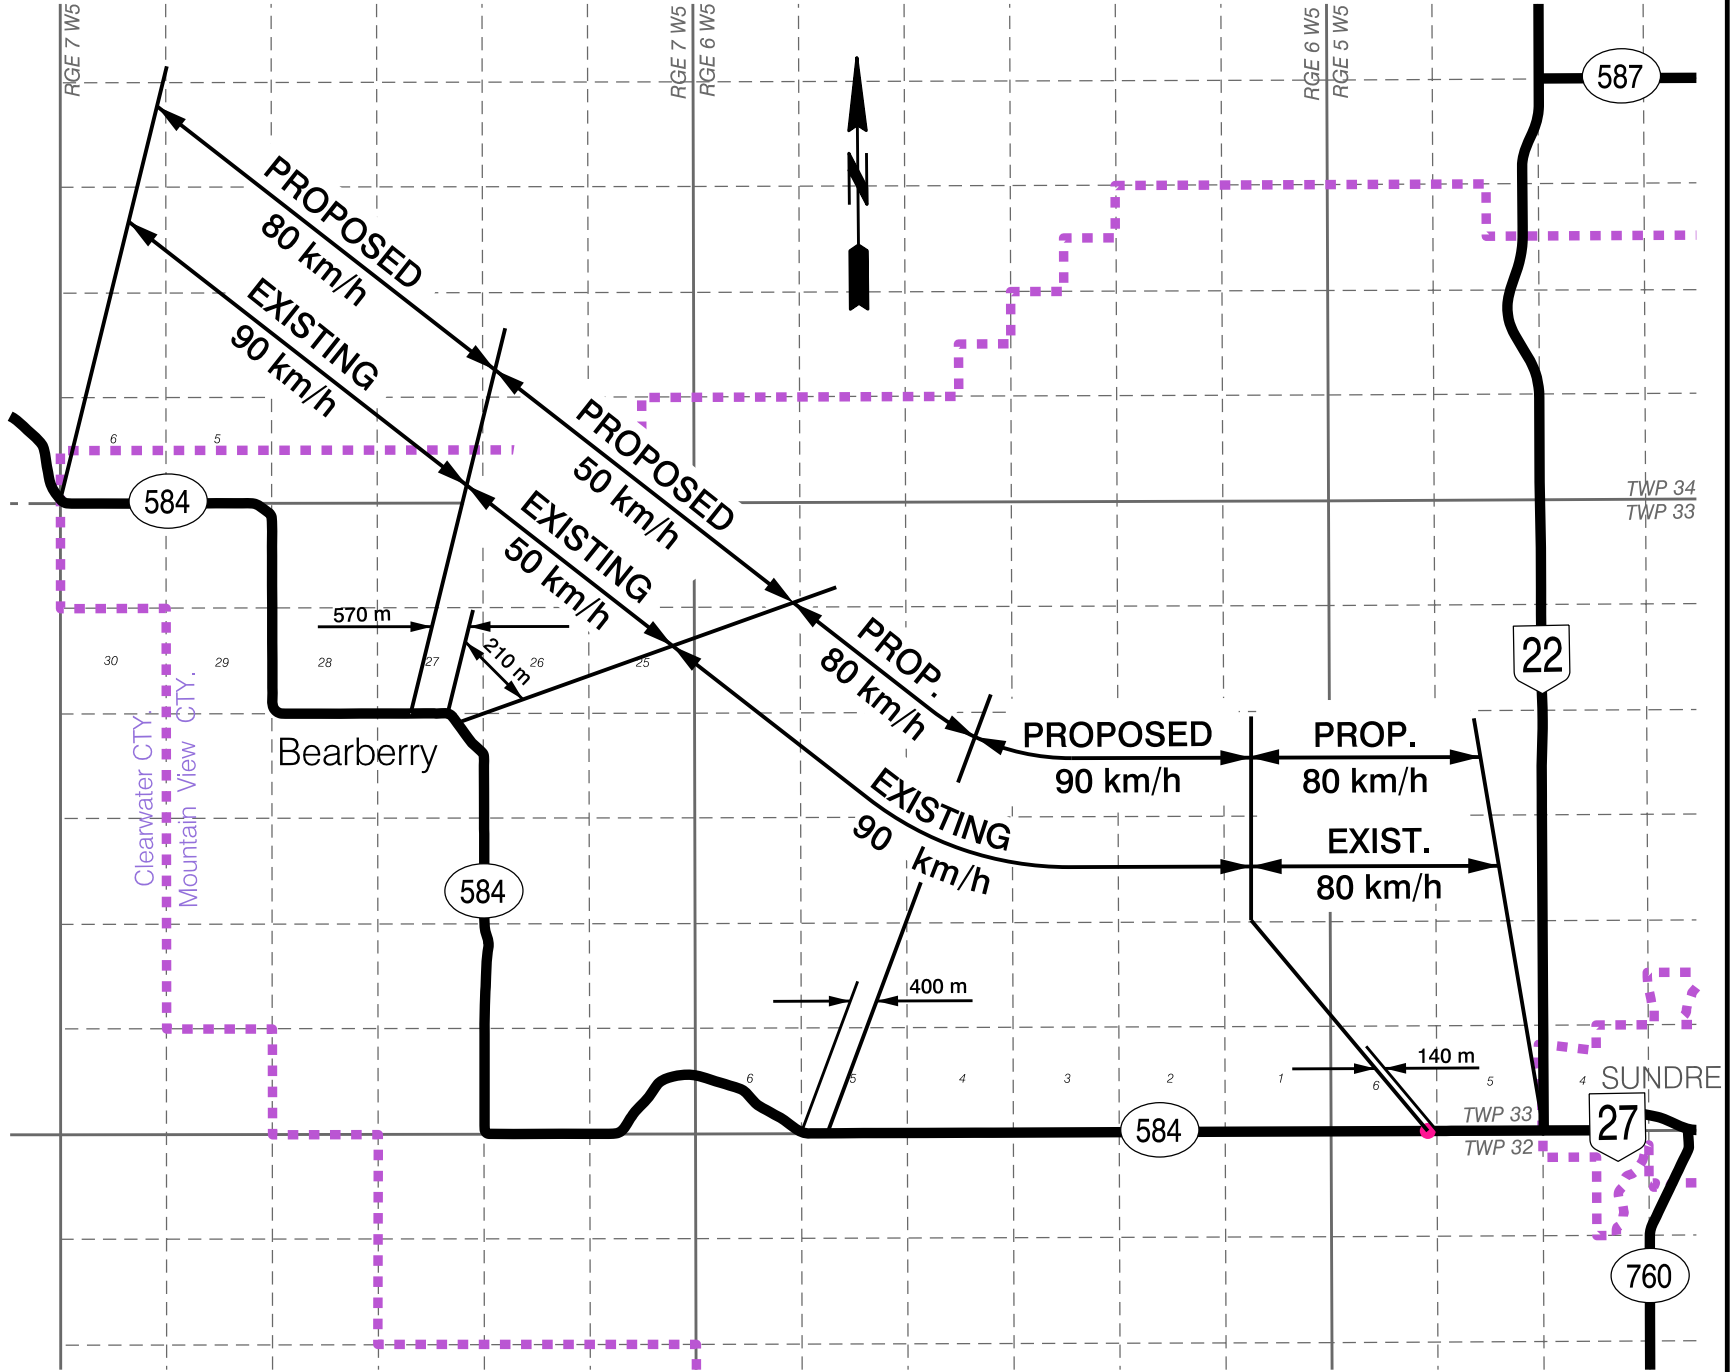 RGE 7 W5
RGE 7 W5
RGE 6 W5
RGE 6 W5
RGE 5 W5
587
N
PROPOSED
80 km/h
EXISTING
90 km/h
PROPOSED
50 km/h
EXISTING
50 km/h
6
5
584
TWP 34
TWP 33
570 m
210 m
30
29
28
27
26
25
22
PROP.
80 km/h
PROPOSED
90 km/h
PROP.
80 km/h
Clearwater CTY.
Mountain View CTY.
Bearberry
EXISTING
90 km/h
EXIST.
80 km/h
584
400 m
140 m
6
5
4
3
2
1
6
5
4
SUNDRE
TWP 33
TWP 32
584
27
760